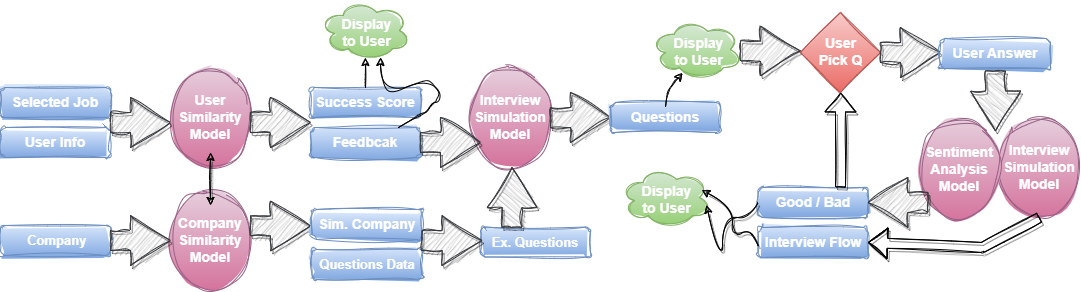 Selected Job
User Info
User
Similarity
Model
Display
to User
Success Score
Feedbcak
Company
Company
Similarity
Model
Sim. Company
Questions Data
Ex. Questions
Interview
Simulation
Model
Questions
Display
to User
User
Pick Q
User Answer
Sentiment
Analysis
Model
Interview
Simulation
Model
Good / Bad
Interview Flow
Display
to User